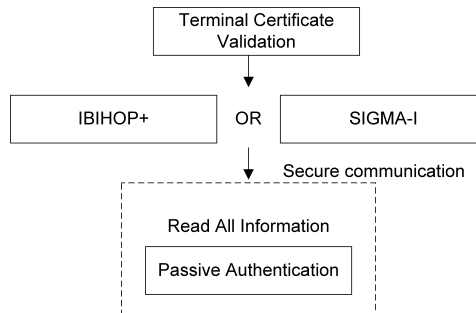 Terminal Certificate
Validation
IBIHOP+ OR SIGMA-I
Secure communication
Read All Information
Passive Authentication